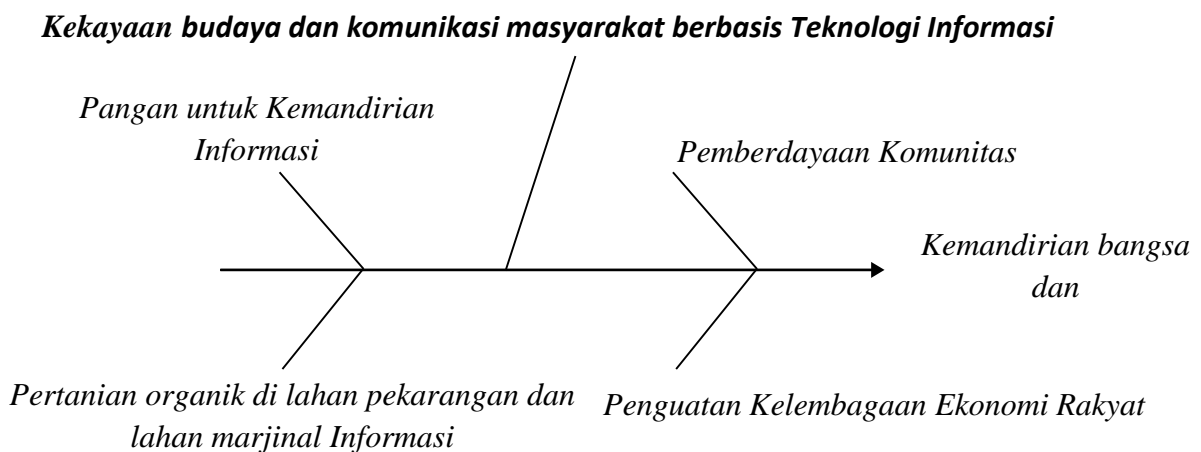 Kekayaan budaya dan komunikasi masyarakat berbasis Teknologi Informasi
Pangan untuk Kemandirian
Informasi
Pemberdayaan Komunitas
Kemandirian bangsa
dan
Pertanian organik di lahan pekarangan dan
lahan marjinal Informasi
Penguatan Kelembagaan Ekonomi Rakyat